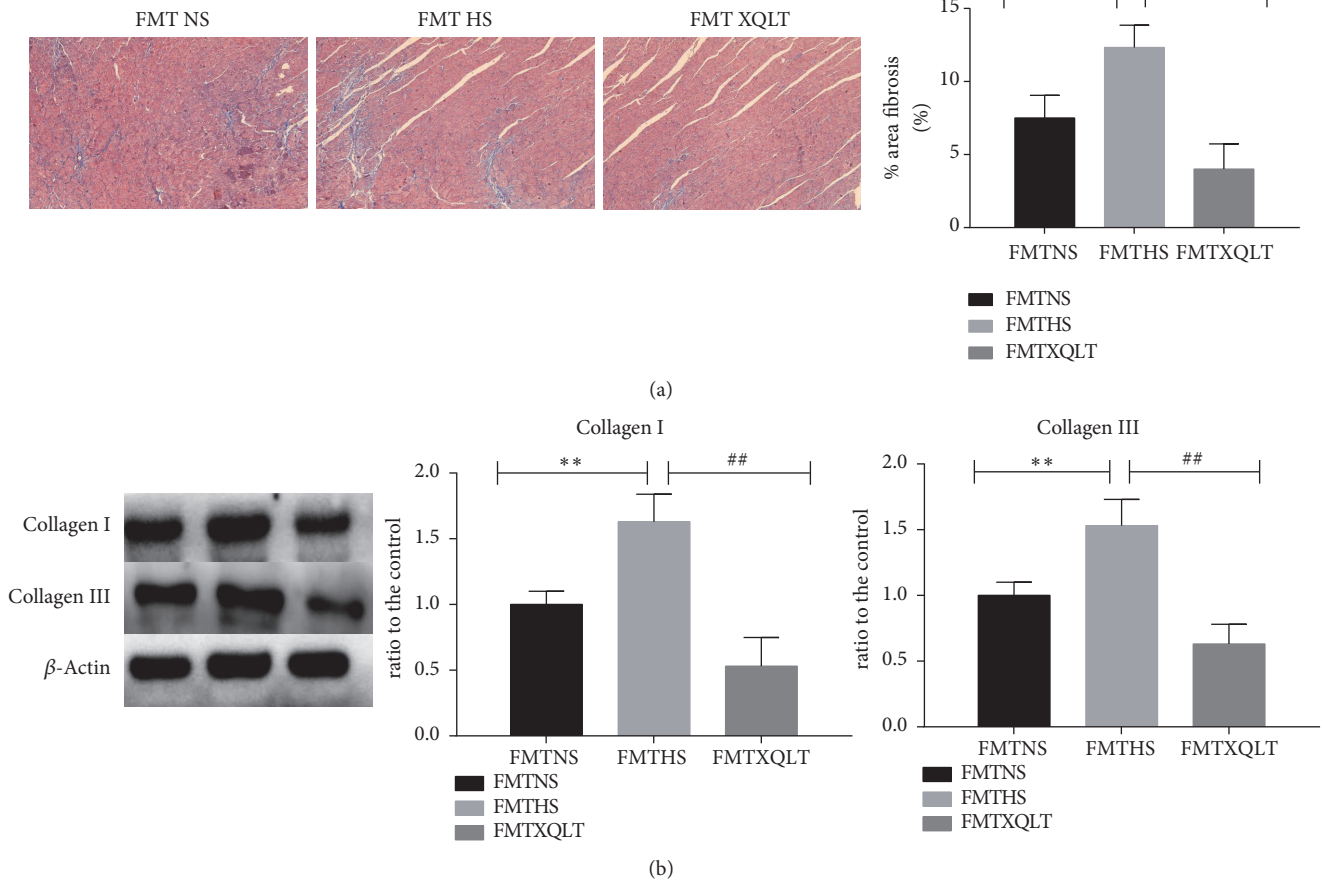 FMT NS
FMT HS
FMT XQLT
15
10
5
0
% area fibrosis
(%)
FMTNS
FMTHS
FMTXQLT
FMTNS
FMTHS
FMTXQLT
(a)
Collagen I
Collagen III
β-Actin
Collagen I
**
##
2.0
1.5
1.0
0.5
0.0
ratio to the control
FMTNS
FMTHS
FMTXQLT
FMTNS
FMTHS
FMTXQLT
Collagen III
**
##
2.0
1.5
1.0
0.5
0.0
ratio to the control
FMTNS
FMTHS
FMTXQLT
FMTNS
FMTHS
FMTXQLT
(b)